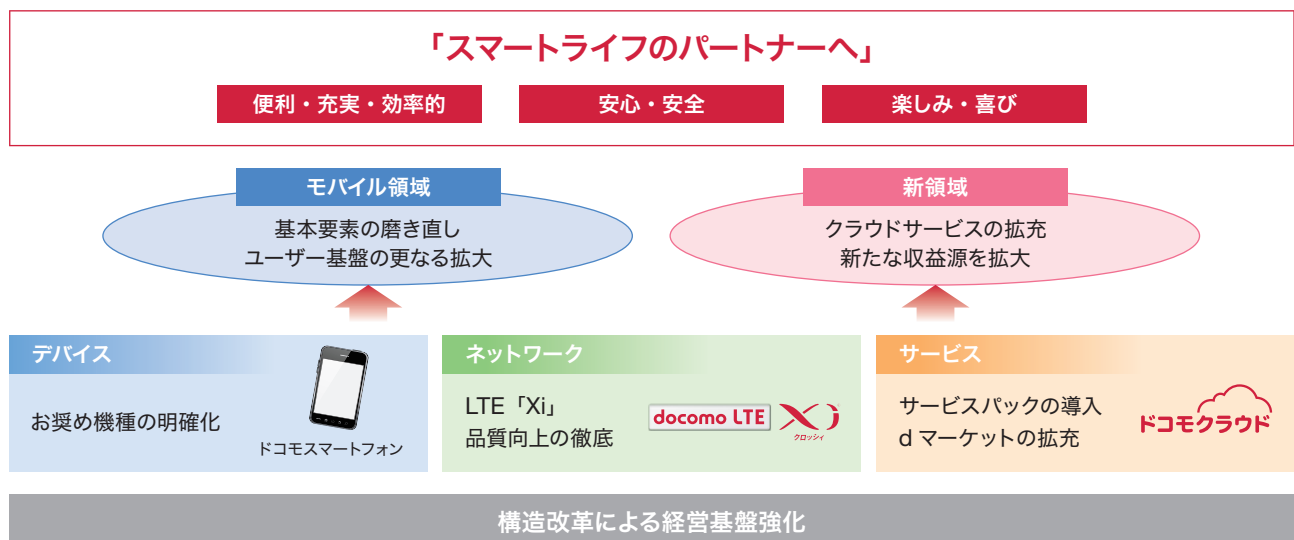 「スマートライフのパートナーへ」
便利・充実・効率的
安心・安全
楽しみ・喜び
モバイル領域
基本要素の磨き直し
ユーザー基盤の更なる拡大
新領域
クラウドサービスの拡充
新たな収益源を拡大
デバイス
お奨め機種の明確化
ドコモスマートフォン
ネットワーク
LTE「Xi」
品質向上の徹底
docomo LTE Xi
クロッシィ
サービス
サービスパックの導入
d マーケットの拡充
ドコモクラウド
構造改革による経営基盤強化